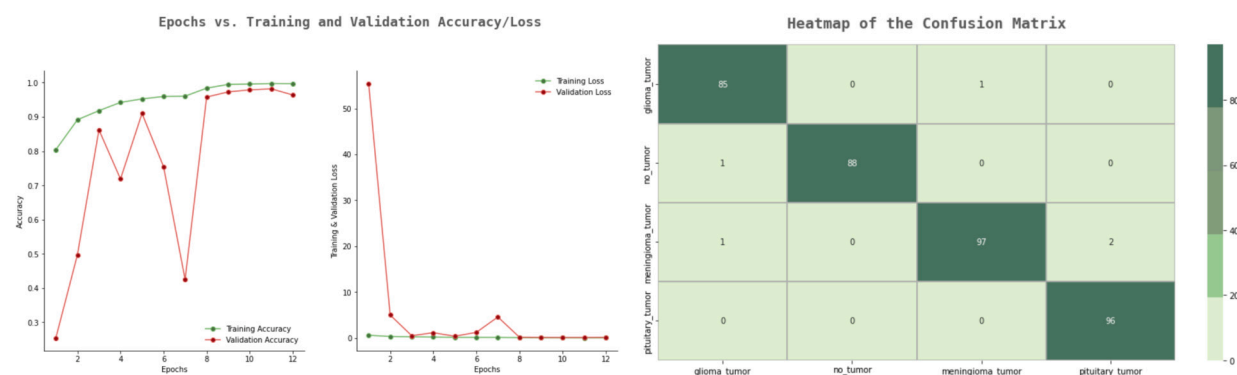 Epochs vs. Training and Validation Accuracy/Loss
1.0
0.9
0.8
0.7
0.6
0.5
0.4
0.3
Accuracy
Training Accuracy
Validation Accuracy
2 4 6 8 10 12
Epochs
50
40
30
20
10
0
Training & Validation Loss
Training Loss
Validation Loss
2 4 6 8 10 12
Epochs
Heatmap of the Confusion Matrix
glioma_tumor
85 0 1 0
no_tumor
1 88 0 0
meningioma_tumor
1 0 97 2
pituitary_tumor
0 0 0 96
glioma_tumor no_tumor meningioma_tumor pituitary_tumor
80
60
40
20
0